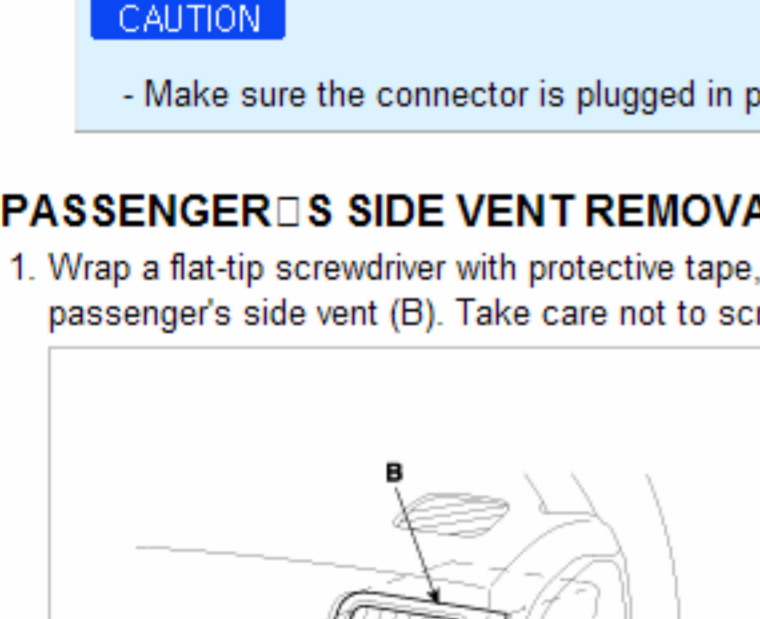 CAUTION
- Make sure the connector is plugged in p
PASSENGER□S SIDE VENT REMOVA
1. Wrap a flat-tip screwdriver with protective tape,
passenger's side vent (B). Take care not to scr
B